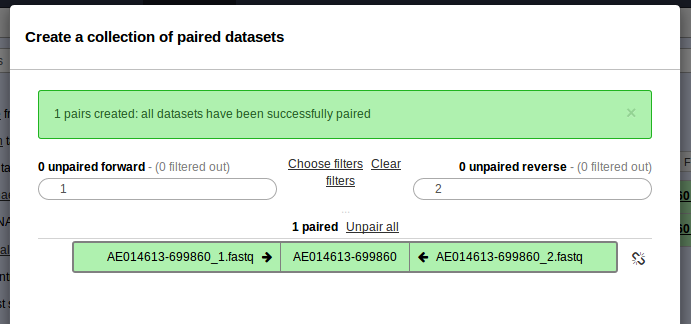 Create a collection of paired datasets
1 pairs created: all datasets have been successfully paired ×
0 unpaired forward - (0 filtered out) Choose filters Clear filters 0 unpaired reverse - (0 filtered out)
1 2
...
1 paired Unpair all
AE014613-699860_1.fastq → AE014613-699860 ← AE014613-699860_2.fastq